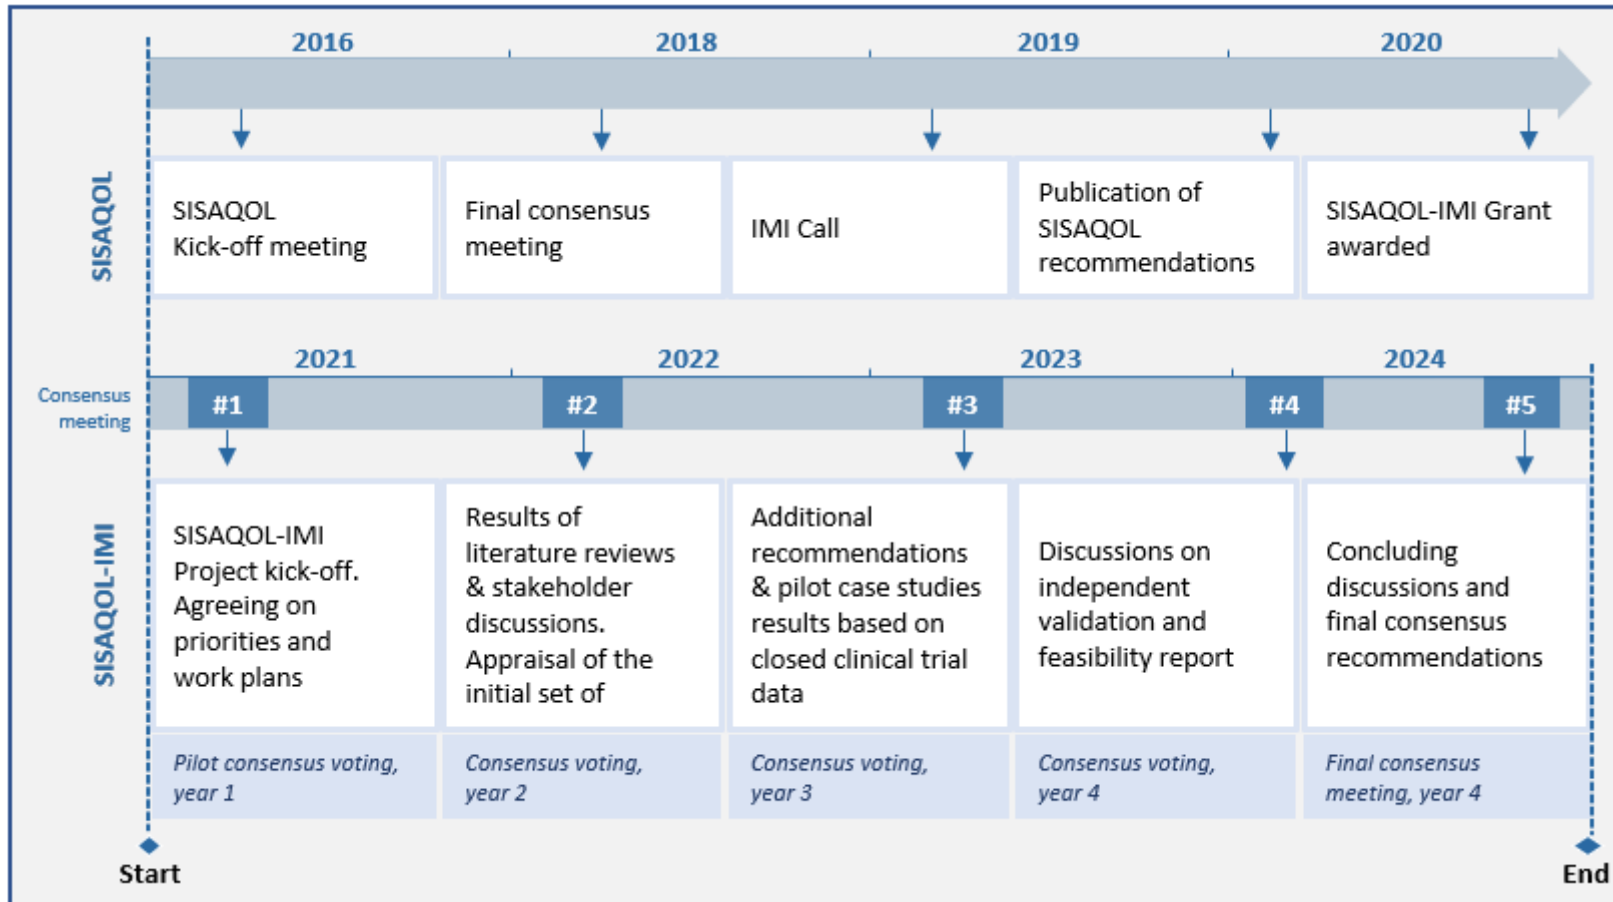 2016 2018 2019 2020
SISAQOL
SISAQOL
Kick-off meeting
Final consensus
meeting
IMI Call
Publication of
SISAQOL
recommendations
SISAQOL-IMI Grant
awarded
2021 2022 2023 2024
Consensus
meeting
#1 #2 #3 #4 #5
SISAQOL-IMI
SISAQOL-IMI
Project kick-off.
Agreeing on
priorities and
work plans
Results of
literature reviews
& stakeholder
discussions.
Appraisal of the
initial set of
Additional
recommendations
& pilot case studies
results based on
closed clinical trial
data
Discussions on
independent
validation and
feasibility report
Concluding
discussions and
final consensus
recommendations
Pilot consensus voting,
year 1
Consensus voting,
year 2
Consensus voting,
year 3
Consensus voting,
year 4
Final consensus
meeting, year 4
Start
End